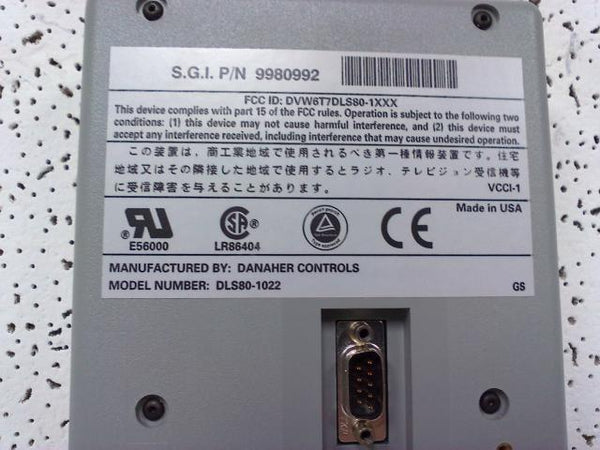 S.G.I. P/N 9980992
FCC ID: DVW6T7DLS80-1XXX
This device complies with part 15 of the FCC rules. Operation is subject to the following two
conditions: (1) this device may not cause harmful interference, and (2) this device must
accept any interference received, including interference that may cause undesired operation.
この装置は、商工業地域で使用されるべき第一種情報装置です。住宅
地域又はその隣接した地域で使用するとラジオ、テレビジョン受信機等
に受信障害を与えることがあります。
VCCI-1
Made in USA
E56000
LR86404
MANUFACTURED BY: DANAHER CONTROLS
MODEL NUMBER: DLS80-1022
GS